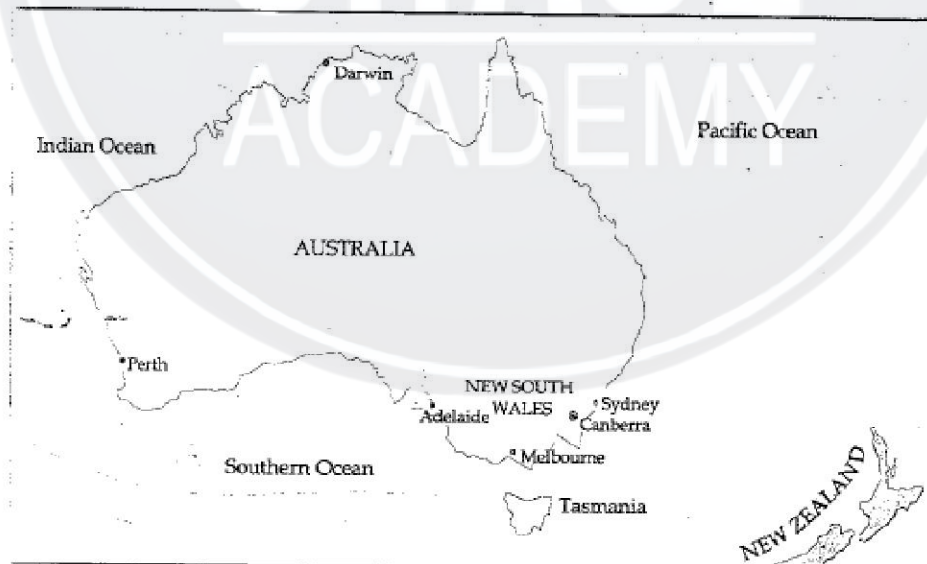 ACADEMY
Darwin
Indian Ocean
Pacific Ocean
AUSTRALIA
Perth
NEW SOUTH
WALES
Adelaide
Sydney
Canberra
Melbourne
Southern Ocean
Tasmania
NEW ZEALAND